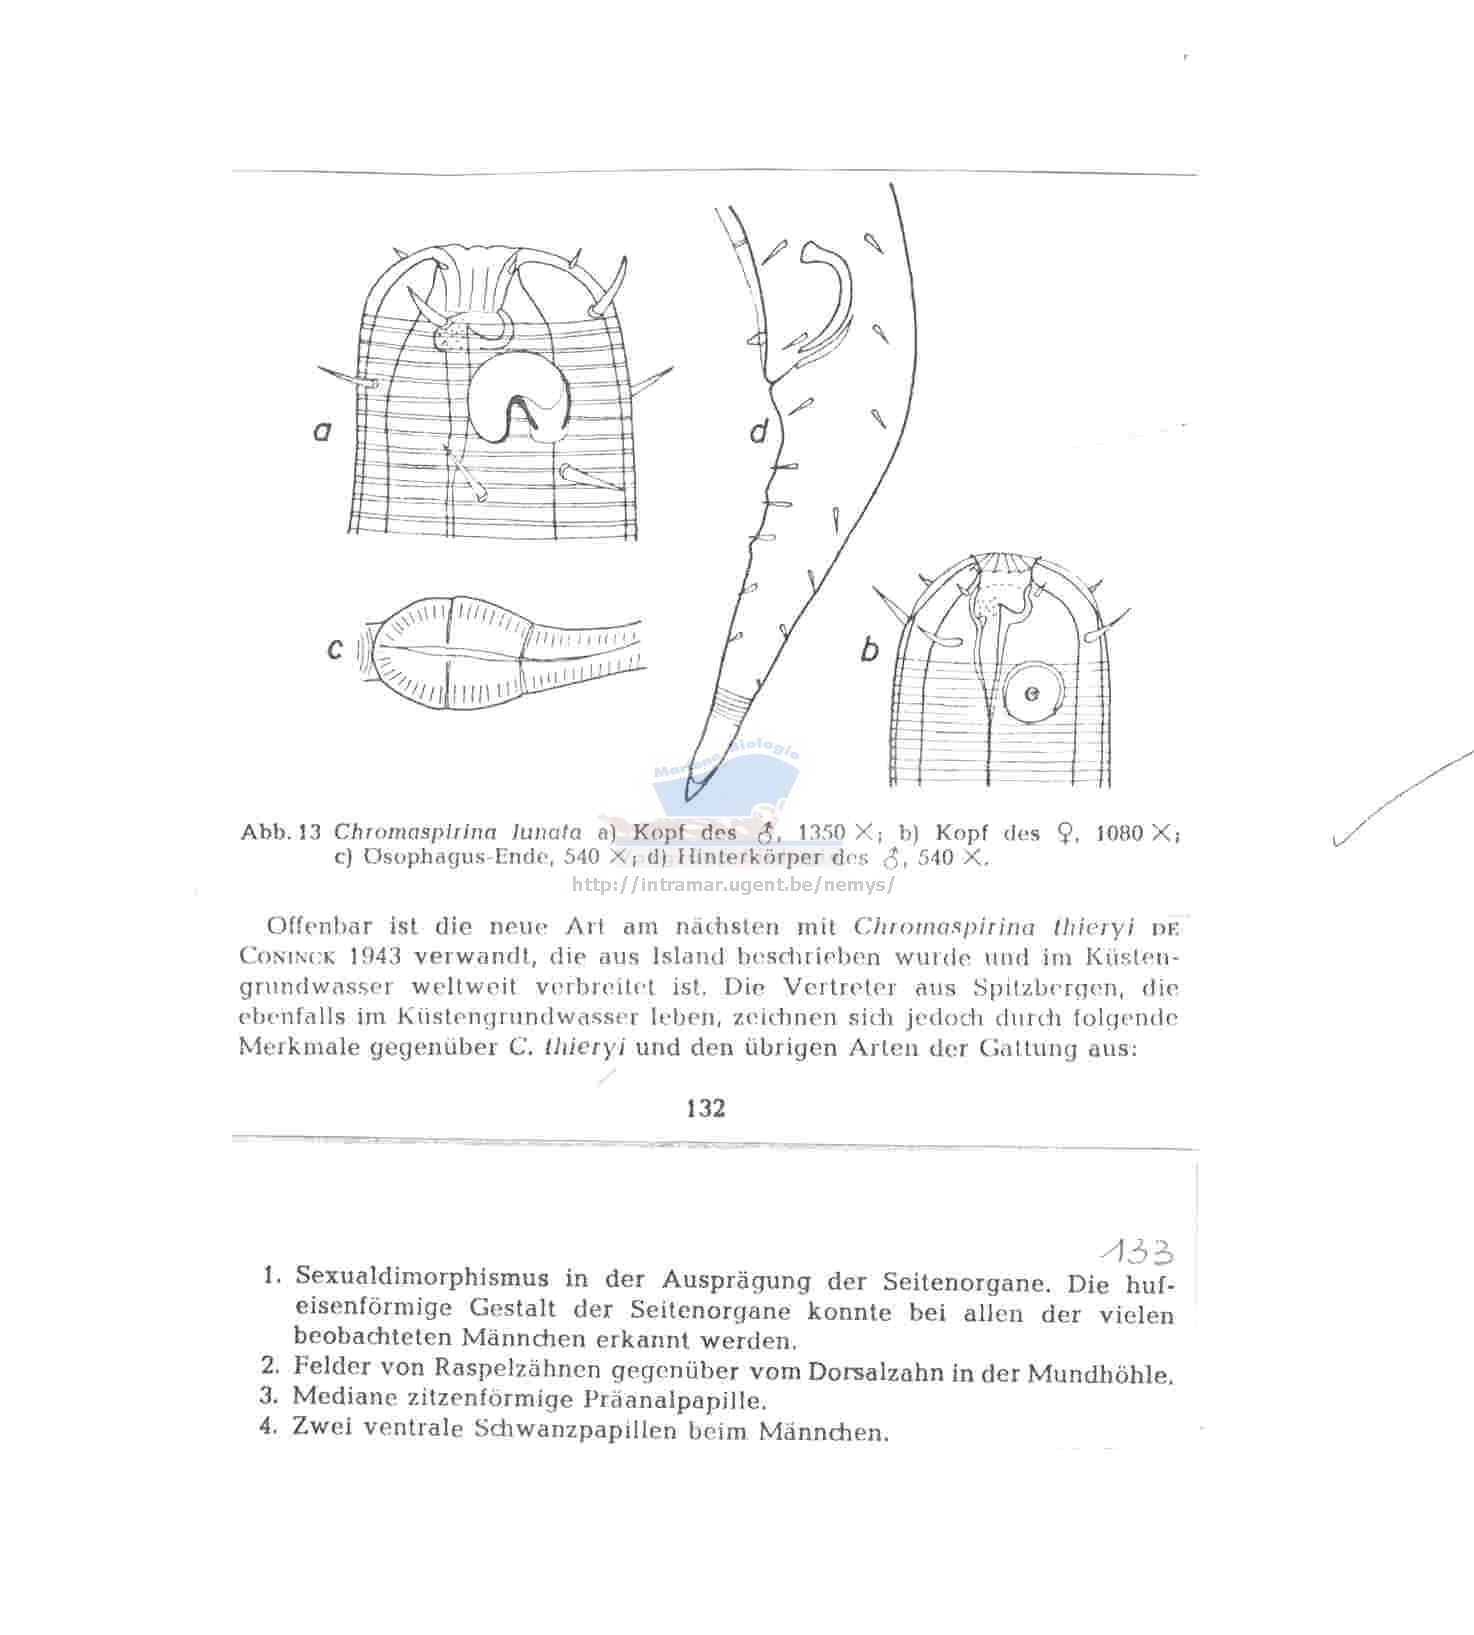 a
d
c
b
Marine Biologie
Abb. 13 Chromaspirina lunata a) Kopf des ♂, 1350 ×; b) Kopf des ♀, 1080 ×;
c) Ösophagus-Ende, 540 ×; d) Hinterkörper des ♂, 540 ×.
http://intramar.ugent.be/nemys/
Offenbar ist die neue Art am nächsten mit Chromaspirina thieryi DE
CONINCK 1943 verwandt, die aus Island beschrieben wurde und im Küsten-
grundwasser weltweit verbreitet ist. Die Vertreter aus Spitzbergen, die
ebenfalls im Küstengrundwasser leben, zeichnen sich jedoch durch folgende
Merkmale gegenüber C. thieryi und den übrigen Arten der Gattung aus:
132
133
1. Sexualdimorphismus in der Ausprägung der Seitenorgane. Die huf-
eisenförmige Gestalt der Seitenorgane konnte bei allen der vielen
beobachteten Männchen erkannt werden.
2. Felder von Raspelzähnen gegenüber vom Dorsalzahn in der Mundhöhle.
3. Mediane zitzenförmige Präanalpapille.
4. Zwei ventrale Schwanzpapillen beim Männchen.